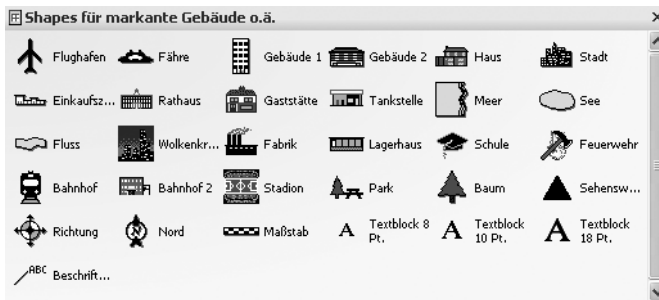 Shapes für markante Gebäude o.ä.
Flughafen Fähre Gebäude 1 Gebäude 2 Haus Stadt
Einkaufsz... Rathaus Gaststätte Tankstelle Meer See
Fluss Wolkenkr... Fabrik Lagerhaus Schule Feuerwehr
Bahnhof Bahnhof 2 Stadion Park Baum Sehensw...
Richtung Nord Maßstab A Textblock 8 Pt. A Textblock 10 Pt. A Textblock 18 Pt.
ABC Beschrift...